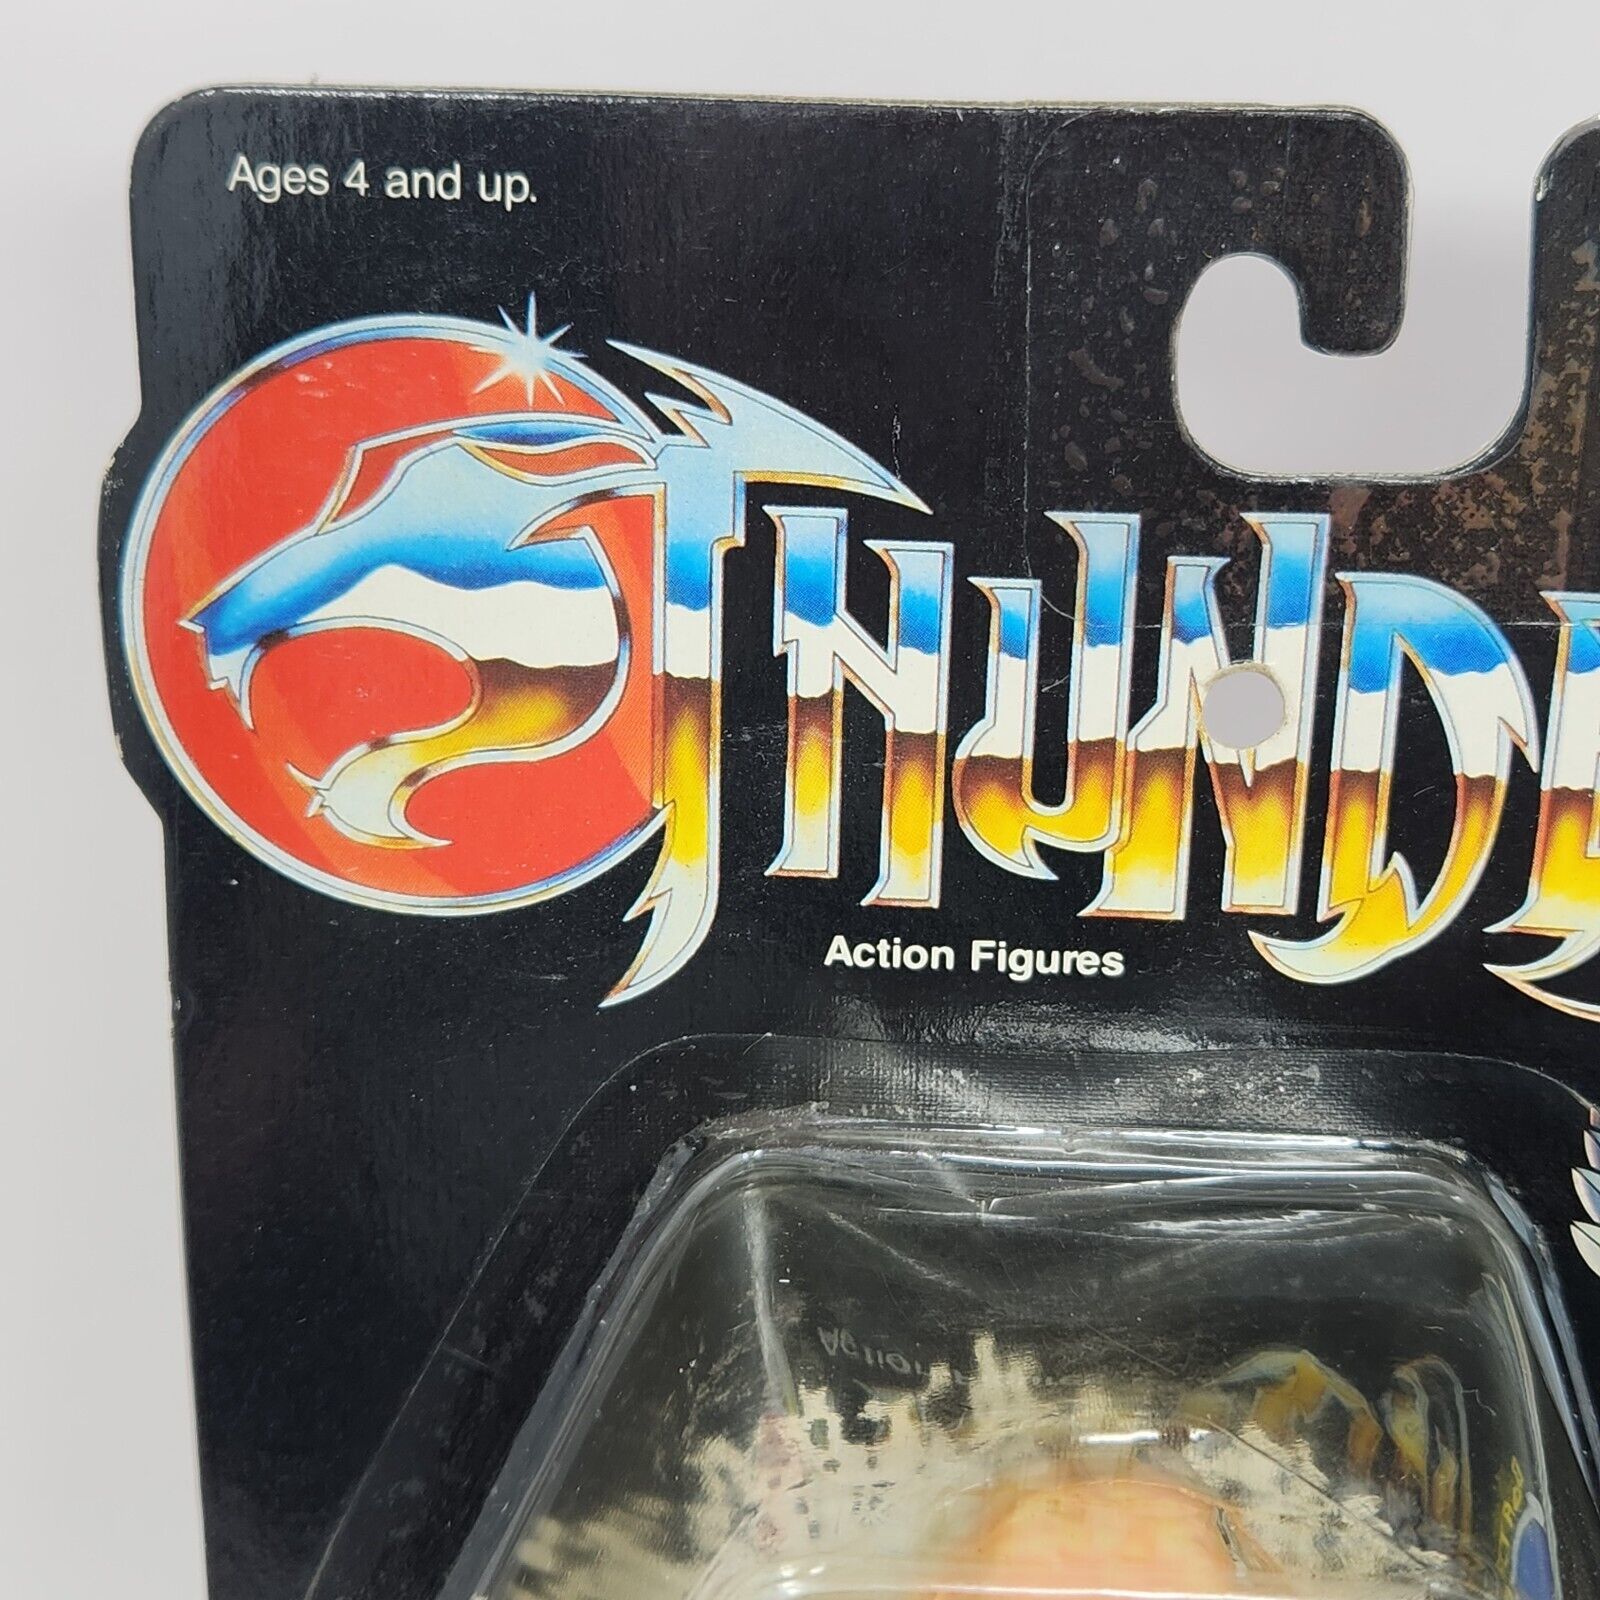 Ages 4 and up.
THUNDE
Action Figures